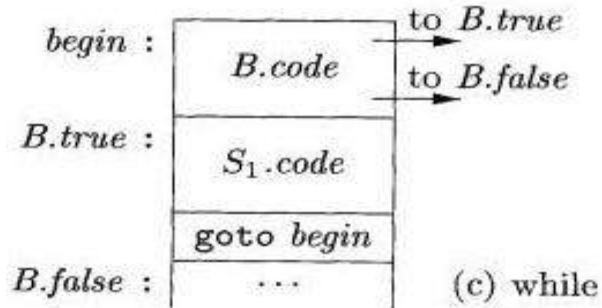 to B.true
begin :
B.code
to B.false
B.true :
S₁.code
goto begin
B.false : ··· (c) while